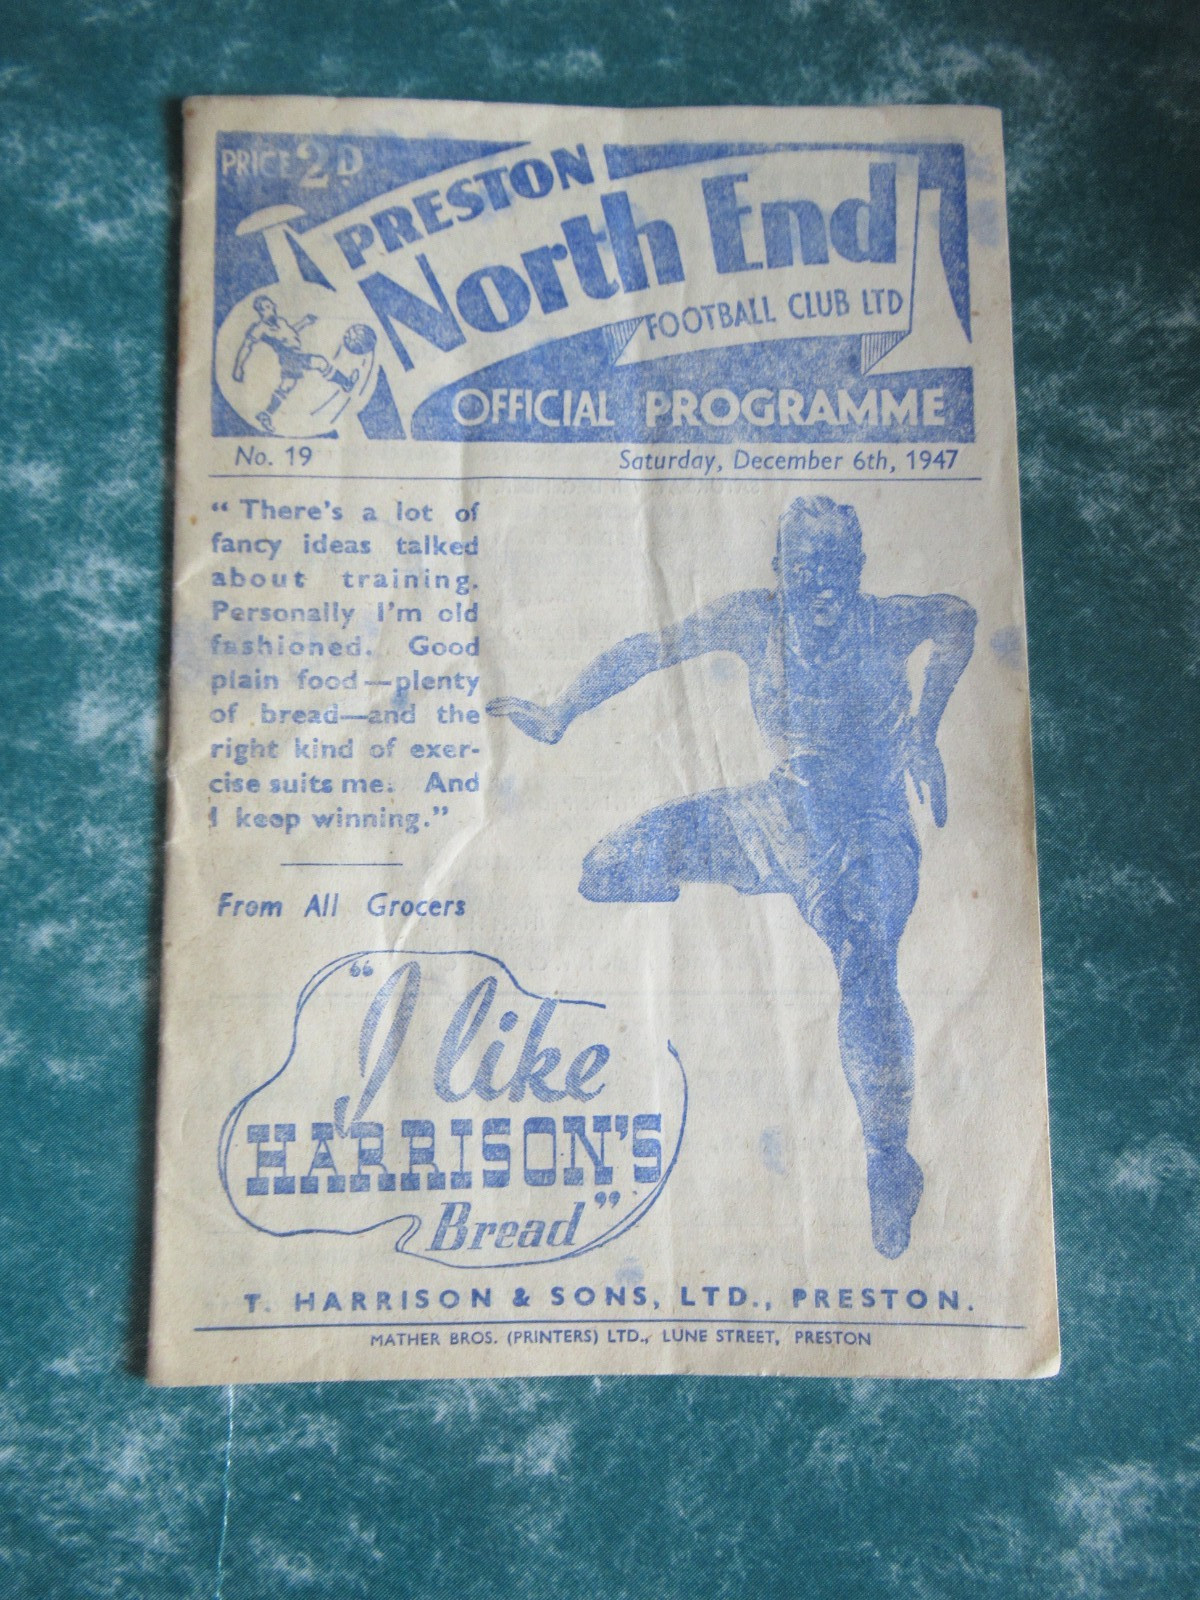 PRICE 2D
PRESTON
North End
FOOTBALL CLUB LTD
OFFICIAL PROGRAMME
No. 19
Saturday, December 6th, 1947
“There's a lot of
fancy ideas talked
about training.
Personally I'm old
fashioned. Good
plain food—plenty
of bread—and the
right kind of exer-
cise suits me. And
I keep winning.”
From All Grocers
“I like
HARRISON'S
Bread”
T. HARRISON & SONS, LTD., PRESTON.
MATHER BROS. (PRINTERS) LTD., LUNE STREET, PRESTON